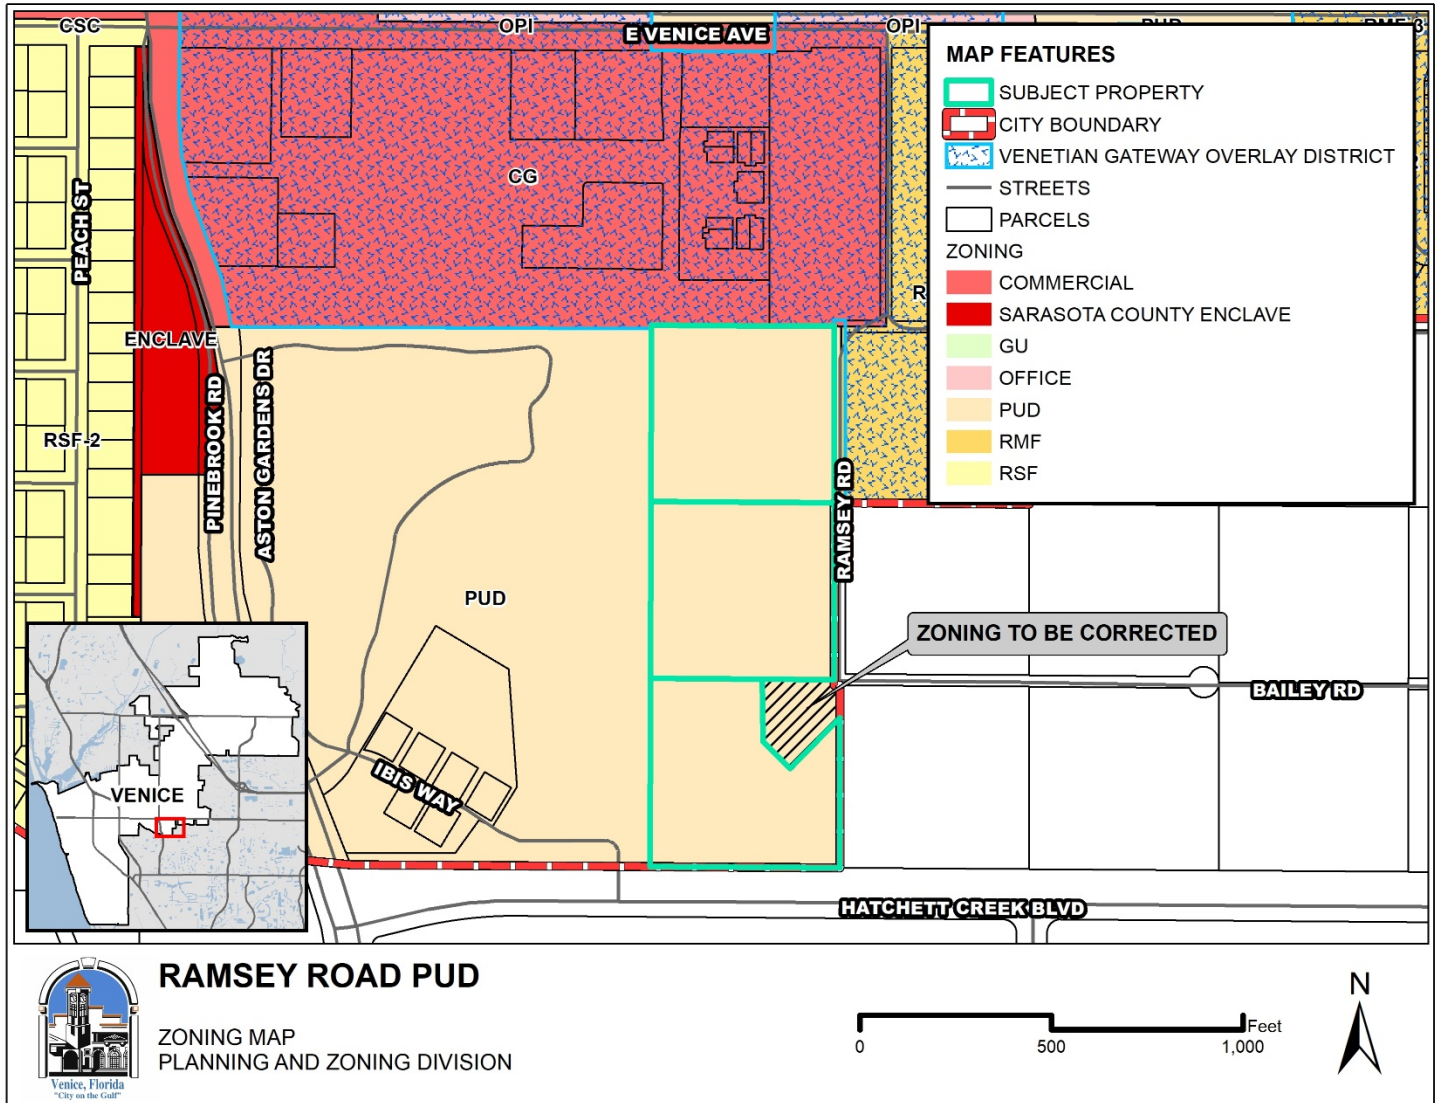 CSC
OPI
E VENICE AVE
OPI
PUD
MAP FEATURES
SUBJECT PROPERTY
CITY BOUNDARY
VENETIAN GATEWAY OVERLAY DISTRICT
STREETS
PARCELS
ZONING
COMMERCIAL
SARASOTA COUNTY ENCLAVE
GU
OFFICE
PUD
RMF
RSF
CG
PEACH ST
ENCLAVE
RSF-2
PINEBROOK RD
ASTON GARDENS DR
RAMSEY RD
PUD
ZONING TO BE CORRECTED
BAILEY RD
IBIS WAY
VENICE
HATCHETT CREEK BLVD
RAMSEY ROAD PUD
ZONING MAP
PLANNING AND ZONING DIVISION
Venice, Florida
"City on the Gulf"
Feet
0 500 1,000
N